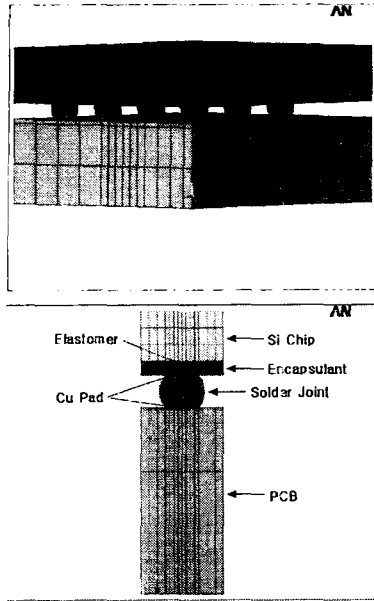 AN
AN
Elastomer
Si Chip
Encapsulant
Cu Pad
Solder Joint
PCB